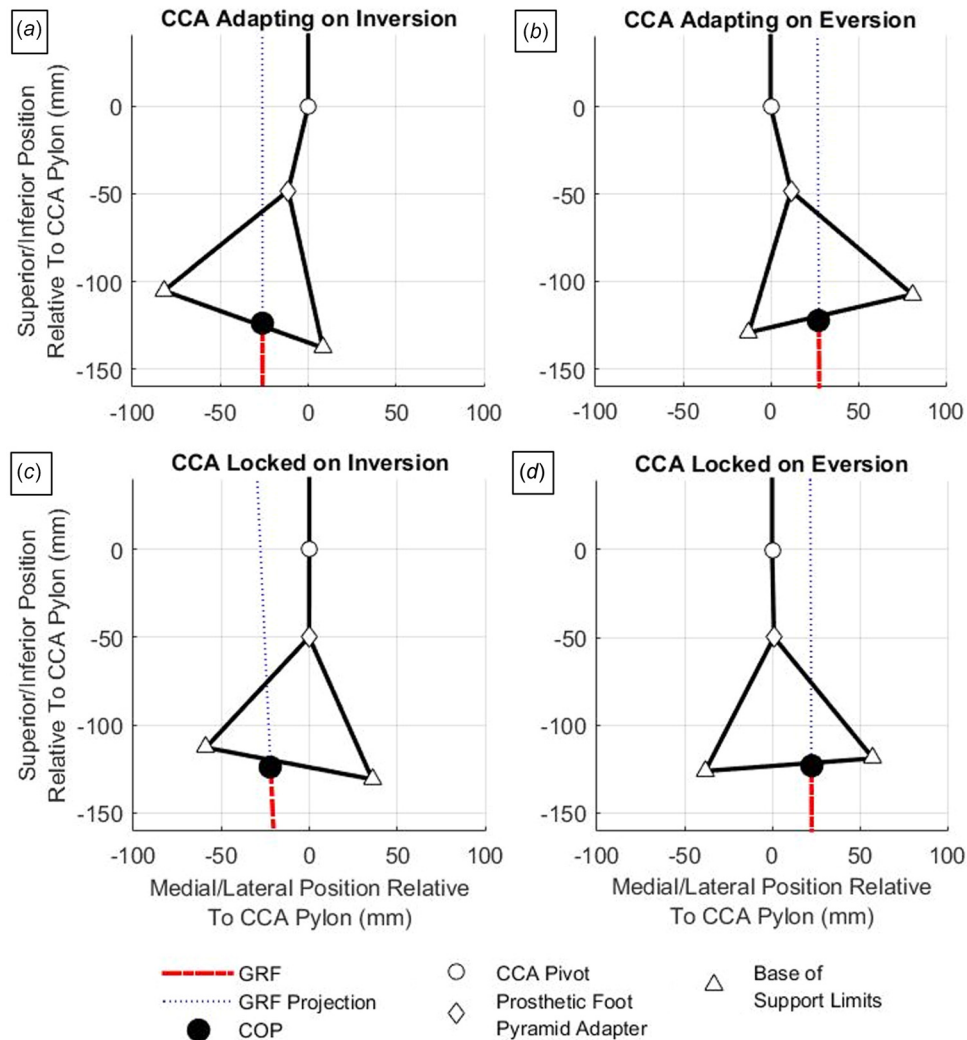 (a)
CCA Adapting on Inversion
Superior/Inferior Position
Relative To CCA Pylon (mm)
0
-50
-100
-150
-100
-50
0
50
100
(b)
CCA Adapting on Eversion
0
-50
-100
-150
-100
-50
0
50
100
(c)
CCA Locked on Inversion
Superior/Inferior Position
Relative To CCA Pylon (mm)
0
-50
-100
-150
-100
-50
0
50
100
Medial/Lateral Position Relative
To CCA Pylon (mm)
(d)
CCA Locked on Eversion
0
-50
-100
-150
-100
-50
0
50
100
Medial/Lateral Position Relative
To CCA Pylon (mm)
GRF
GRF Projection
COP
CCA Pivot
Prosthetic Foot
Pyramid Adapter
Base of
Support Limits